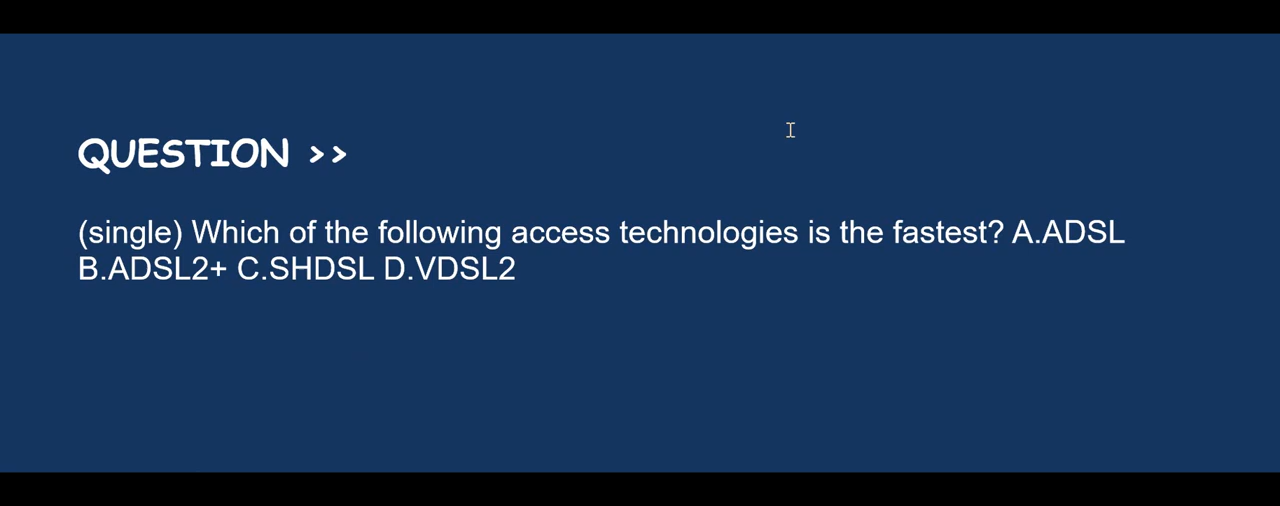 QUESTION >>
(single) Which of the following access technologies is the fastest? A.ADSL
B.ADSL2+ C.SHDSL D.VDSL2